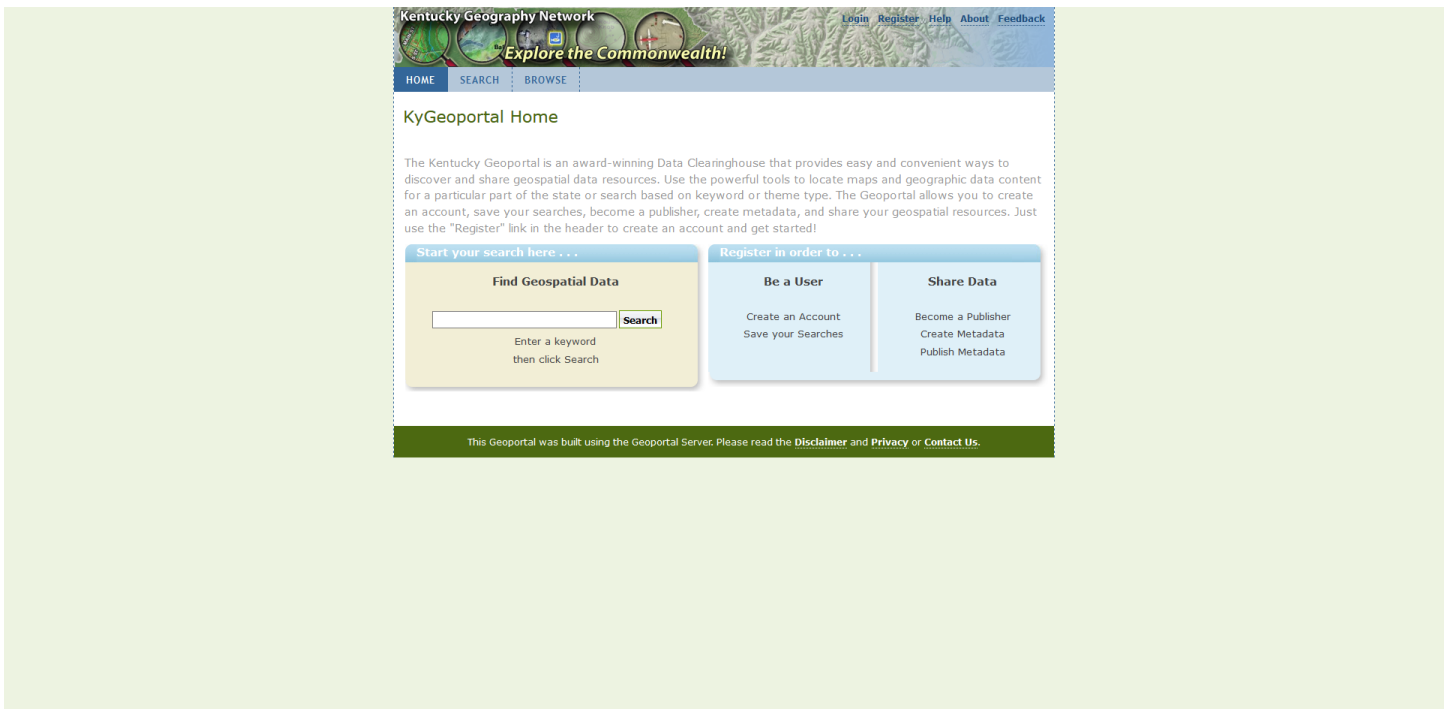 Kentucky Geography Network
Explore the Commonwealth!
Login Register Help About Feedback
HOME SEARCH BROWSE
KyGeoportal Home
The Kentucky Geoportal is an award-winning Data Clearinghouse that provides easy and convenient ways to
discover and share geospatial data resources. Use the powerful tools to locate maps and geographic data content
for a particular part of the state or search based on keyword or theme type. The Geoportal allows you to create
an account, save your searches, become a publisher, create metadata, and share your geospatial resources. Just
use the "Register" link in the header to create an account and get started!
Start your search here . . .
Find Geospatial Data
Search
Enter a keyword
then click Search
Register in order to . . .
Be a User
Create an Account
Save your Searches
Share Data
Become a Publisher
Create Metadata
Publish Metadata
This Geoportal was built using the Geoportal Server. Please read the Disclaimer and Privacy or Contact Us.